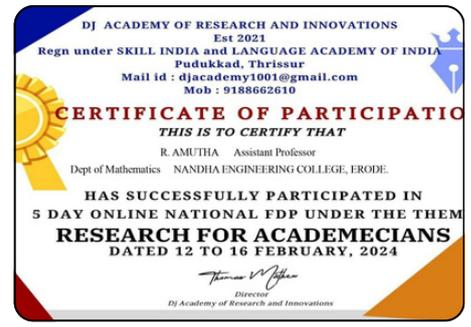 DJ ACADEMY OF RESEARCH AND INNOVATIONS
Est 2021
Regn under SKILL INDIA and LANGUAGE ACADEMY OF INDIA
Pudukkad, Thrissur
Mail id : djacademy1001@gmail.com
Mob : 9188662610
CERTIFICATE OF PARTICIPATIO
THIS IS TO CERTIFY THAT
R. AMUTHA Assistant Professor
Dept of Mathematics NANDHA ENGINEERING COLLEGE, ERODE.
HAS SUCCESSFULLY PARTICIPATED IN
5 DAY ONLINE NATIONAL FDP UNDER THE THEM
RESEARCH FOR ACADEMECIANS
DATED 12 TO 16 FEBRUARY, 2024
Thomas Mathew
Director
Dj Academy of Research and Innovations